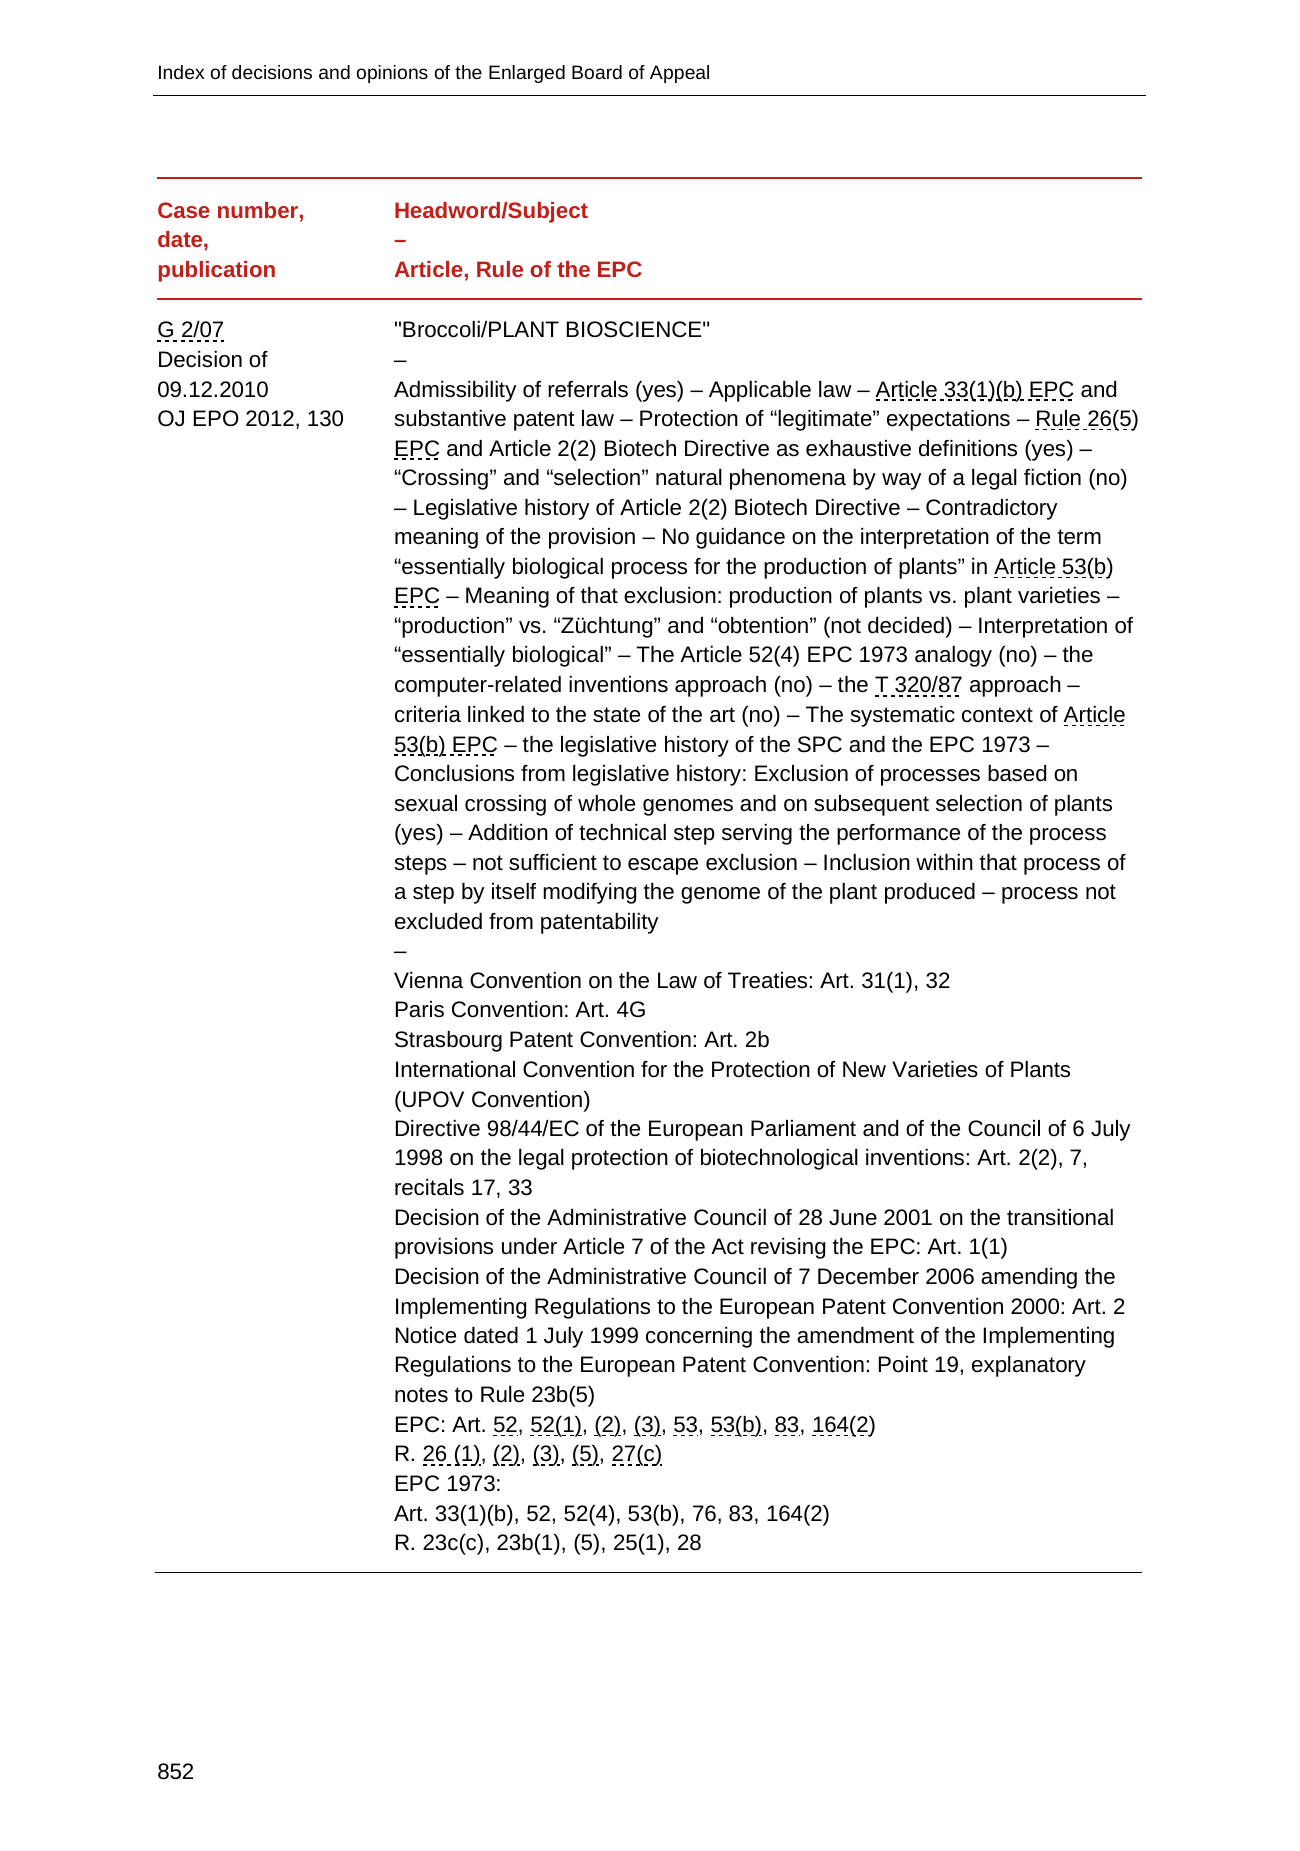 Index of decisions and opinions of the Enlarged Board of Appeal
Case number,
date,
publication
Headword/Subject
–
Article, Rule of the EPC
G 2/07
Decision of
09.12.2010
OJ EPO 2012, 130
"Broccoli/PLANT BIOSCIENCE"
–
Admissibility of referrals (yes) – Applicable law – Article 33(1)(b) EPC and
substantive patent law – Protection of “legitimate” expectations – Rule 26(5)
EPC and Article 2(2) Biotech Directive as exhaustive definitions (yes) –
“Crossing” and “selection” natural phenomena by way of a legal fiction (no)
– Legislative history of Article 2(2) Biotech Directive – Contradictory
meaning of the provision – No guidance on the interpretation of the term
“essentially biological process for the production of plants” in Article 53(b)
EPC – Meaning of that exclusion: production of plants vs. plant varieties –
“production” vs. “Züchtung” and “obtention” (not decided) – Interpretation of
“essentially biological” – The Article 52(4) EPC 1973 analogy (no) – the
computer-related inventions approach (no) – the T 320/87 approach –
criteria linked to the state of the art (no) – The systematic context of Article
53(b) EPC – the legislative history of the SPC and the EPC 1973 –
Conclusions from legislative history: Exclusion of processes based on
sexual crossing of whole genomes and on subsequent selection of plants
(yes) – Addition of technical step serving the performance of the process
steps – not sufficient to escape exclusion – Inclusion within that process of
a step by itself modifying the genome of the plant produced – process not
excluded from patentability
–
Vienna Convention on the Law of Treaties: Art. 31(1), 32
Paris Convention: Art. 4G
Strasbourg Patent Convention: Art. 2b
International Convention for the Protection of New Varieties of Plants
(UPOV Convention)
Directive 98/44/EC of the European Parliament and of the Council of 6 July
1998 on the legal protection of biotechnological inventions: Art. 2(2), 7,
recitals 17, 33
Decision of the Administrative Council of 28 June 2001 on the transitional
provisions under Article 7 of the Act revising the EPC: Art. 1(1)
Decision of the Administrative Council of 7 December 2006 amending the
Implementing Regulations to the European Patent Convention 2000: Art. 2
Notice dated 1 July 1999 concerning the amendment of the Implementing
Regulations to the European Patent Convention: Point 19, explanatory
notes to Rule 23b(5)
EPC: Art. 52, 52(1), (2), (3), 53, 53(b), 83, 164(2)
R. 26 (1), (2), (3), (5), 27(c)
EPC 1973:
Art. 33(1)(b), 52, 52(4), 53(b), 76, 83, 164(2)
R. 23c(c), 23b(1), (5), 25(1), 28
852